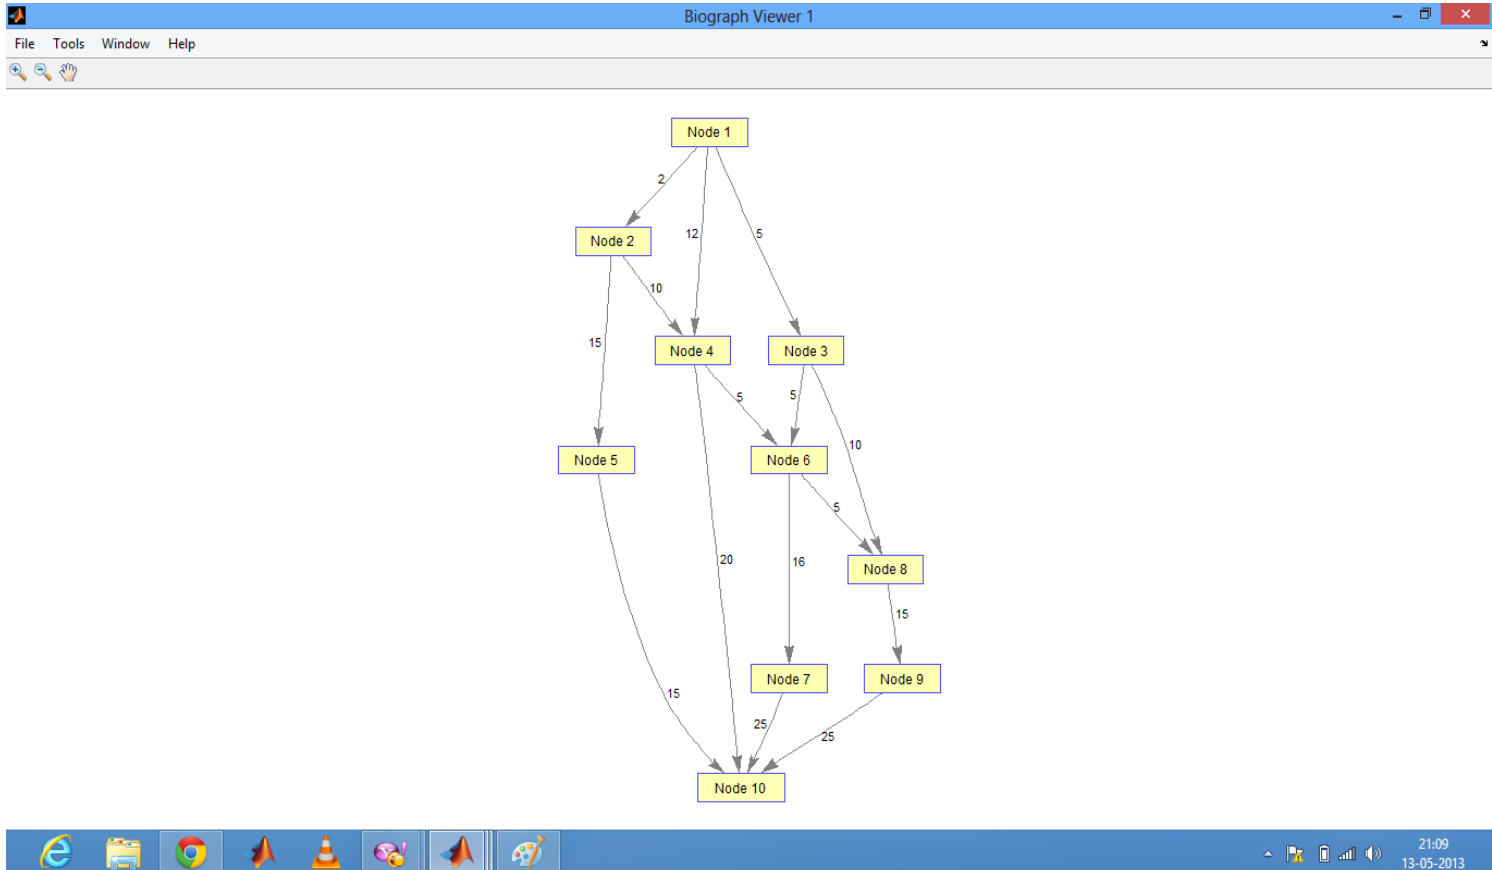 Biograph Viewer 1
File Tools Window Help
Node 1
2
12
5
Node 2
10
15
Node 4
Node 3
5
5
10
Node 5
Node 6
5
20
16
Node 8
15
Node 7
Node 9
15
25
25
Node 10
21:09
13-05-2013